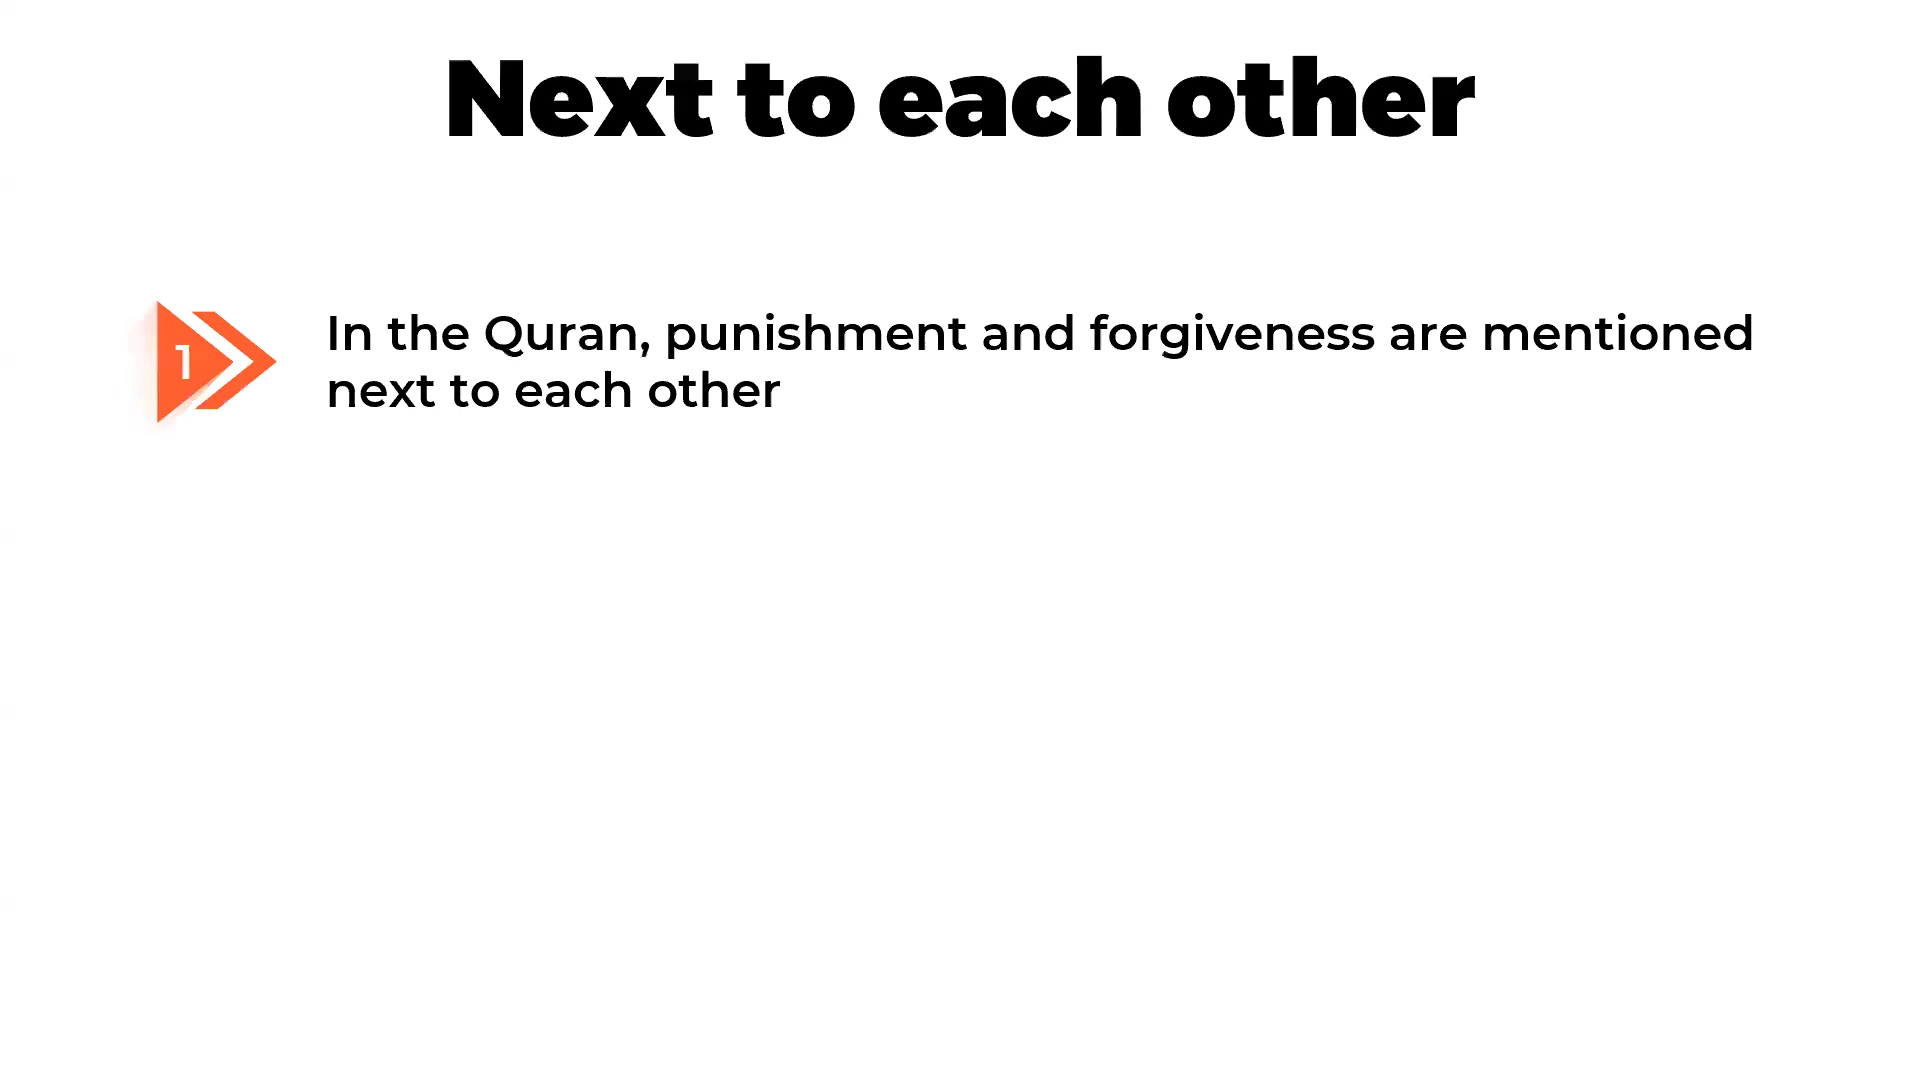 Next to each other
1
In the Quran, punishment and forgiveness are mentioned
next to each other